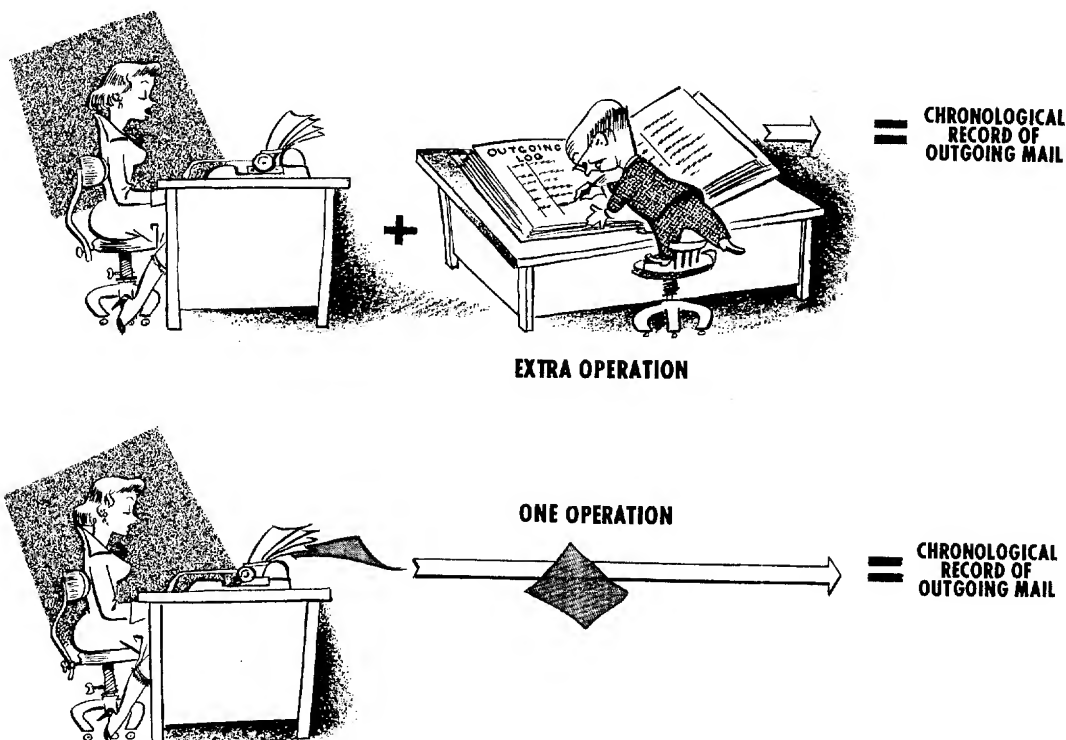 OUTGOING
LOG
+
=
CHRONOLOGICAL
RECORD OF
OUTGOING MAIL
EXTRA OPERATION
ONE OPERATION
=
CHRONOLOGICAL
RECORD OF
OUTGOING MAIL